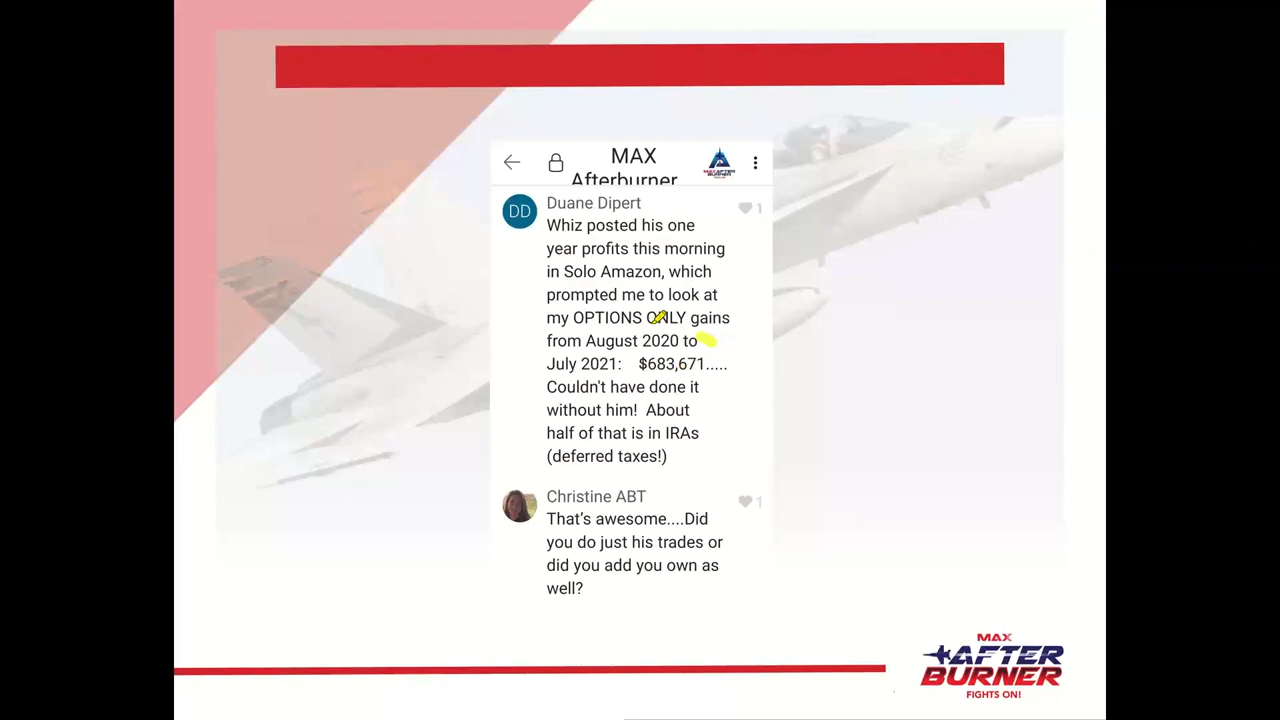 MAX
Afterburner
MAX AFTER
BURNER
DD
Duane Dipert
1
Whiz posted his one
year profits this morning
in Solo Amazon, which
prompted me to look at
my OPTIONS ONLY gains
from August 2020 to
July 2021: $683,671.....
Couldn't have done it
without him! About
half of that is in IRAs
(deferred taxes!)
Christine ABT
1
That's awesome....Did
you do just his trades or
did you add you own as
well?
MAX
AFTER
BURNER
FIGHTS ON!